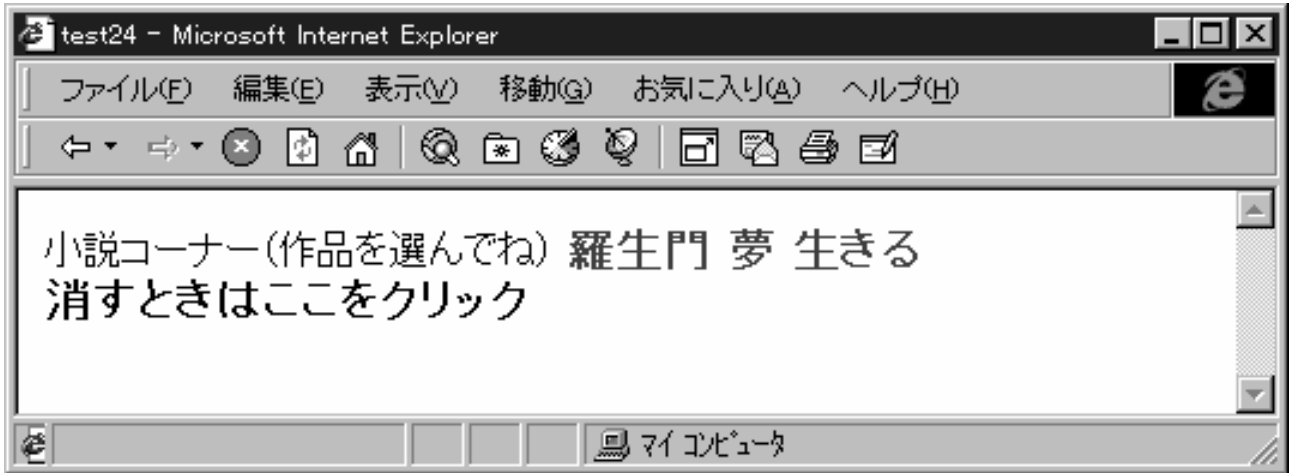 test24 - Microsoft Internet Explorer
ファイル(F) 編集(E) 表示(V) 移動(G) お気に入り(A) ヘルプ(H)
小説コーナー(作品を選んでね) 羅生門 夢 生きる
消すときはここをクリック
マイ コンピュータ